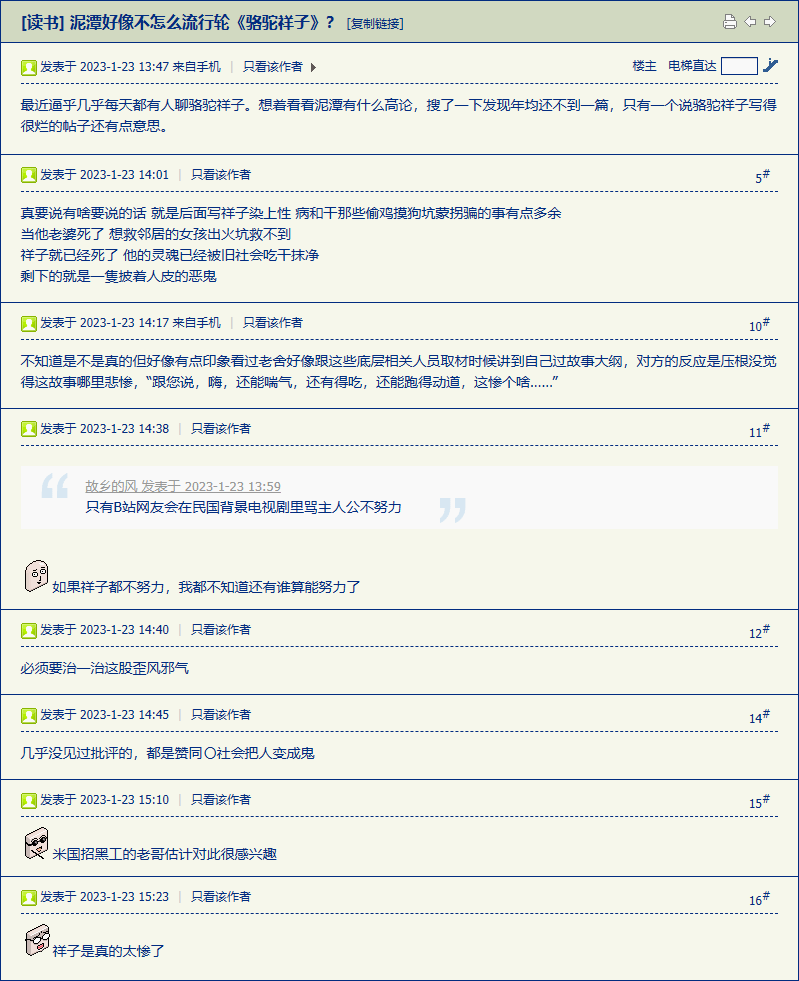 [读书] 泥潭好像不怎么流行轮《骆驼祥子》？ [复制链接]
发表于 2023-1-23 13:47 来自手机 | 只看该作者 楼主 电梯直达
最近逼乎几乎每天都有人聊骆驼祥子。想着看看泥潭有什么高论，搜了一下发现年均还不到一篇，只有一个说骆驼祥子写得
很烂的帖子还有点意思。
发表于 2023-1-23 14:01 | 只看该作者 5#
真要说有啥要说的话 就是后面写祥子染上性 病和干那些偷鸡摸狗坑蒙拐骗的事有点多余
当他老婆死了 想救邻居的女孩出火坑救不到
祥子就已经死了 他的灵魂已经被旧社会吃干抹净
剩下的就是一隻披着人皮的恶鬼
发表于 2023-1-23 14:17 来自手机 | 只看该作者 10#
不知道是不是真的但好像有点印象看过老舍好像跟这些底层相关人员取材时候讲到自己过故事大纲，对方的反应是压根没觉
得这故事哪里悲惨，“跟您说，嗨，还能喘气，还有得吃，还能跑得动道，这惨个啥……”
发表于 2023-1-23 14:38 | 只看该作者 11#
故乡的风 发表于 2023-1-23 13:59
只有B站网友会在民国背景电视剧里骂主人公不努力
如果祥子都不努力，我都不知道还有谁算能努力了
发表于 2023-1-23 14:40 | 只看该作者 12#
必须要治一治这股歪风邪气
发表于 2023-1-23 14:45 | 只看该作者 14#
几乎没见过批评的，都是赞同〇社会把人变成鬼
发表于 2023-1-23 15:10 | 只看该作者 15#
米国招黑工的老哥估计对此很感兴趣
发表于 2023-1-23 15:23 | 只看该作者 16#
祥子是真的太惨了